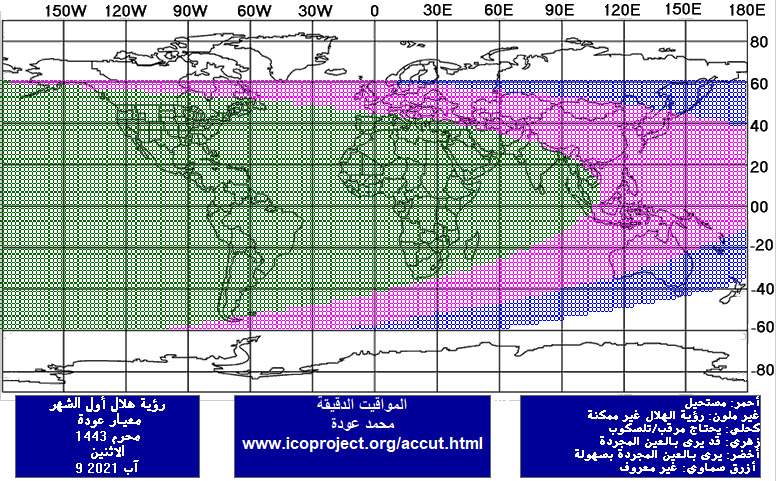 150W 120W 90W 60W 30W 0 30E 60E 90E 120E 150E 180E
80
60
40
20
00
-20
-40
-60
-80
رؤية هلال أول الشهر
معيار عودة
محرم 1443
الاثنين
9 آب 2021
المواقيت الدقيقة
محمد عودة
www.icoproject.org/accut.html
أحمر: مستحيل
غير ملون: رؤية الهلال غير ممكنة
كحلي: يحتاج مرقب/تلسكوب
زهري: قد يرى بالعين المجردة
أخضر: يرى بالعين المجردة بسهولة
أزرق سماوي: غير معروف